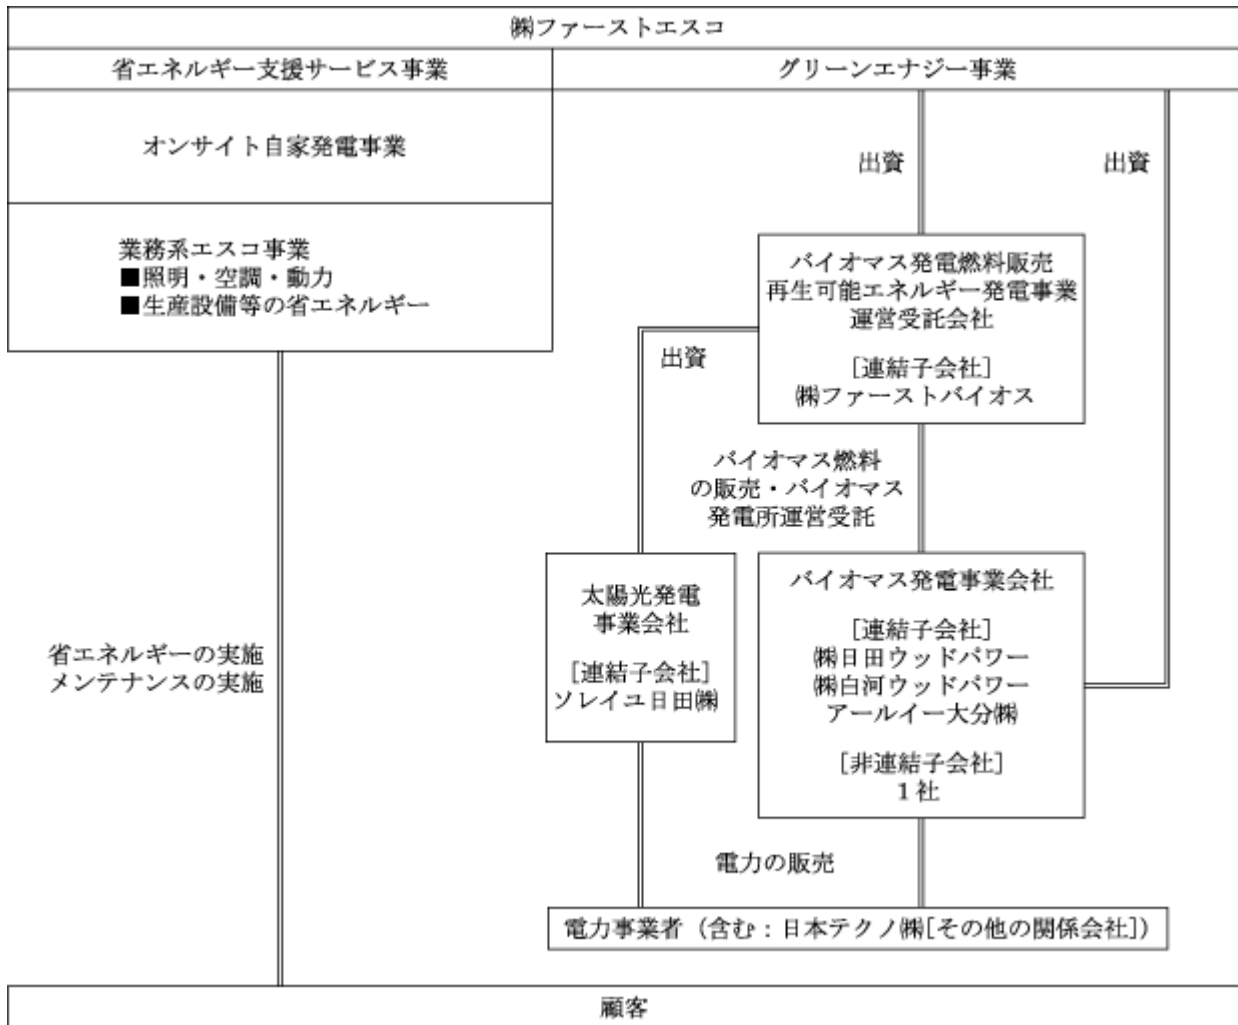 ㈱ファーストエスコ
省エネルギー支援サービス事業
グリーンエナジー事業
オンサイト自家発電事業
業務系エスコ事業
■照明・空調・動力
■生産設備等の省エネルギー
出資
出資
バイオマス発電燃料販売
再生可能エネルギー発電事業
運営受託会社
[連結子会社]
㈱ファーストバイオス
出資
バイオマス燃料
の販売・バイオマス
発電所運営受託
太陽光発電
事業会社
[連結子会社]
ソレイユ日田㈱
バイオマス発電事業会社
[連結子会社]
㈱日田ウッドパワー
㈱白河ウッドパワー
アールイー大分㈱
[非連結子会社]
1社
省エネルギーの実施
メンテナンスの実施
電力の販売
電力事業者（含む：日本テクノ㈱[その他の関係会社]）
顧客